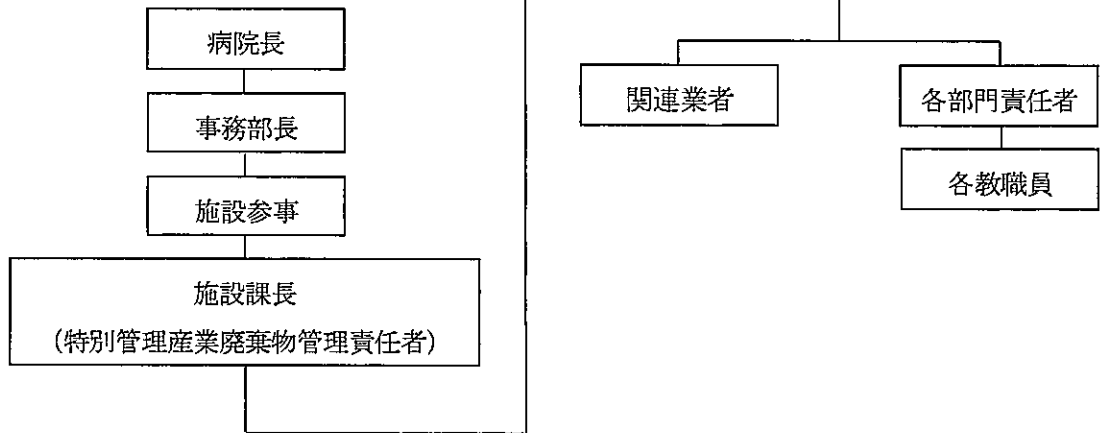 病院長
事務部長
施設参事
施設課長
（特別管理産業廃棄物管理責任者）
関連業者
各部門責任者
各教職員